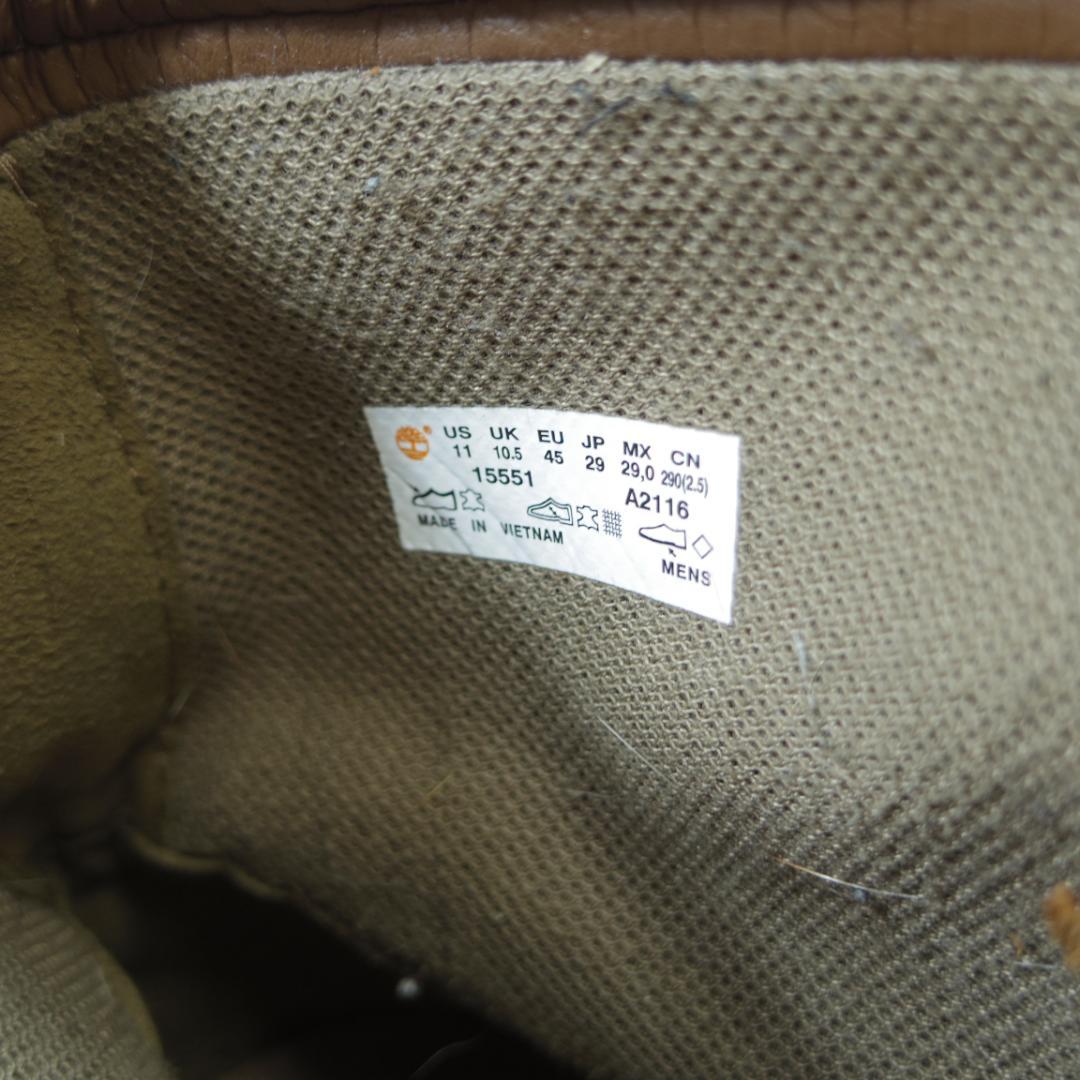 US UK EU JP MX CN
11 10.5 45 29 29,0 290(2.5)
15551 A2116
MADE IN VIETNAM
MENS